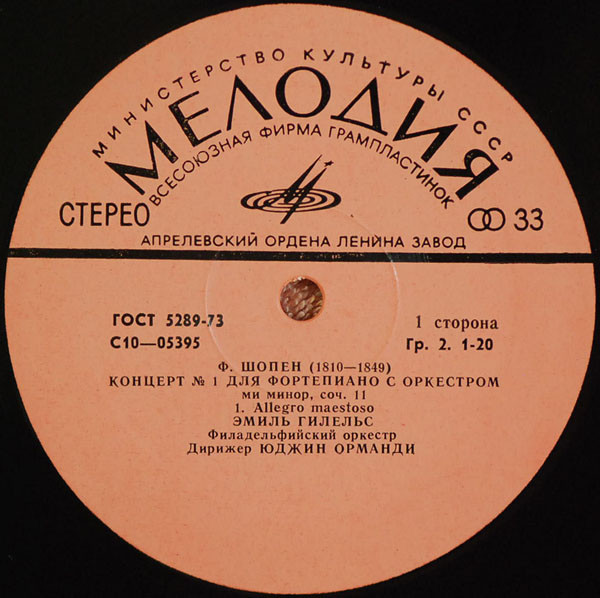 МИНИСТЕРСТВО КУЛЬТУРЫ СССР
МЕЛОДИЯ
ВСЕСОЮЗНАЯ ФИРМА ГРАМПЛАСТИНОК
СТЕРЕО
33
АПРЕЛЕВСКИЙ ОРДЕНА ЛЕНИНА ЗАВОД
ГОСТ 5289-73
1 сторона
С10—05395
Гр. 2. 1-20
Ф. ШОПЕН (1810—1849)
КОНЦЕРТ № 1 ДЛЯ ФОРТЕПИАНО С ОРКЕСТРОМ
ми минор, соч. 11
1. Allegro maestoso
ЭМИЛЬ ГИЛЕЛЬС
Филадельфийский оркестр
Дирижер ЮДЖИН ОРМАНДИ